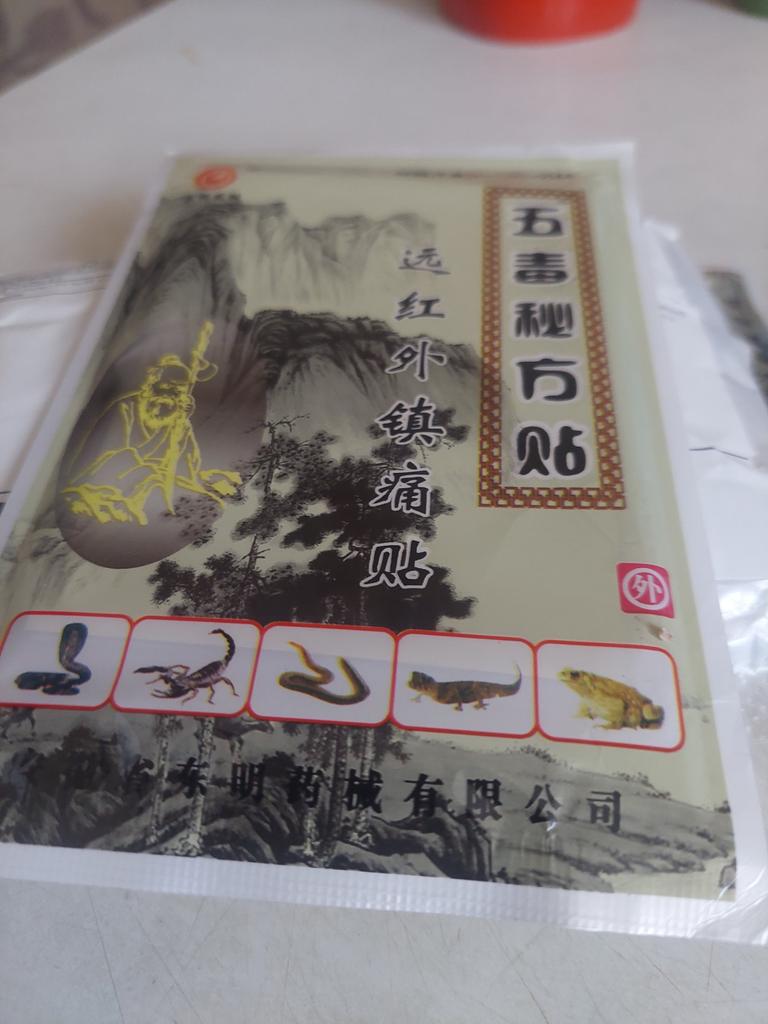 五毒秘方贴
远红外镇痛贴
外
东明药械有限公司